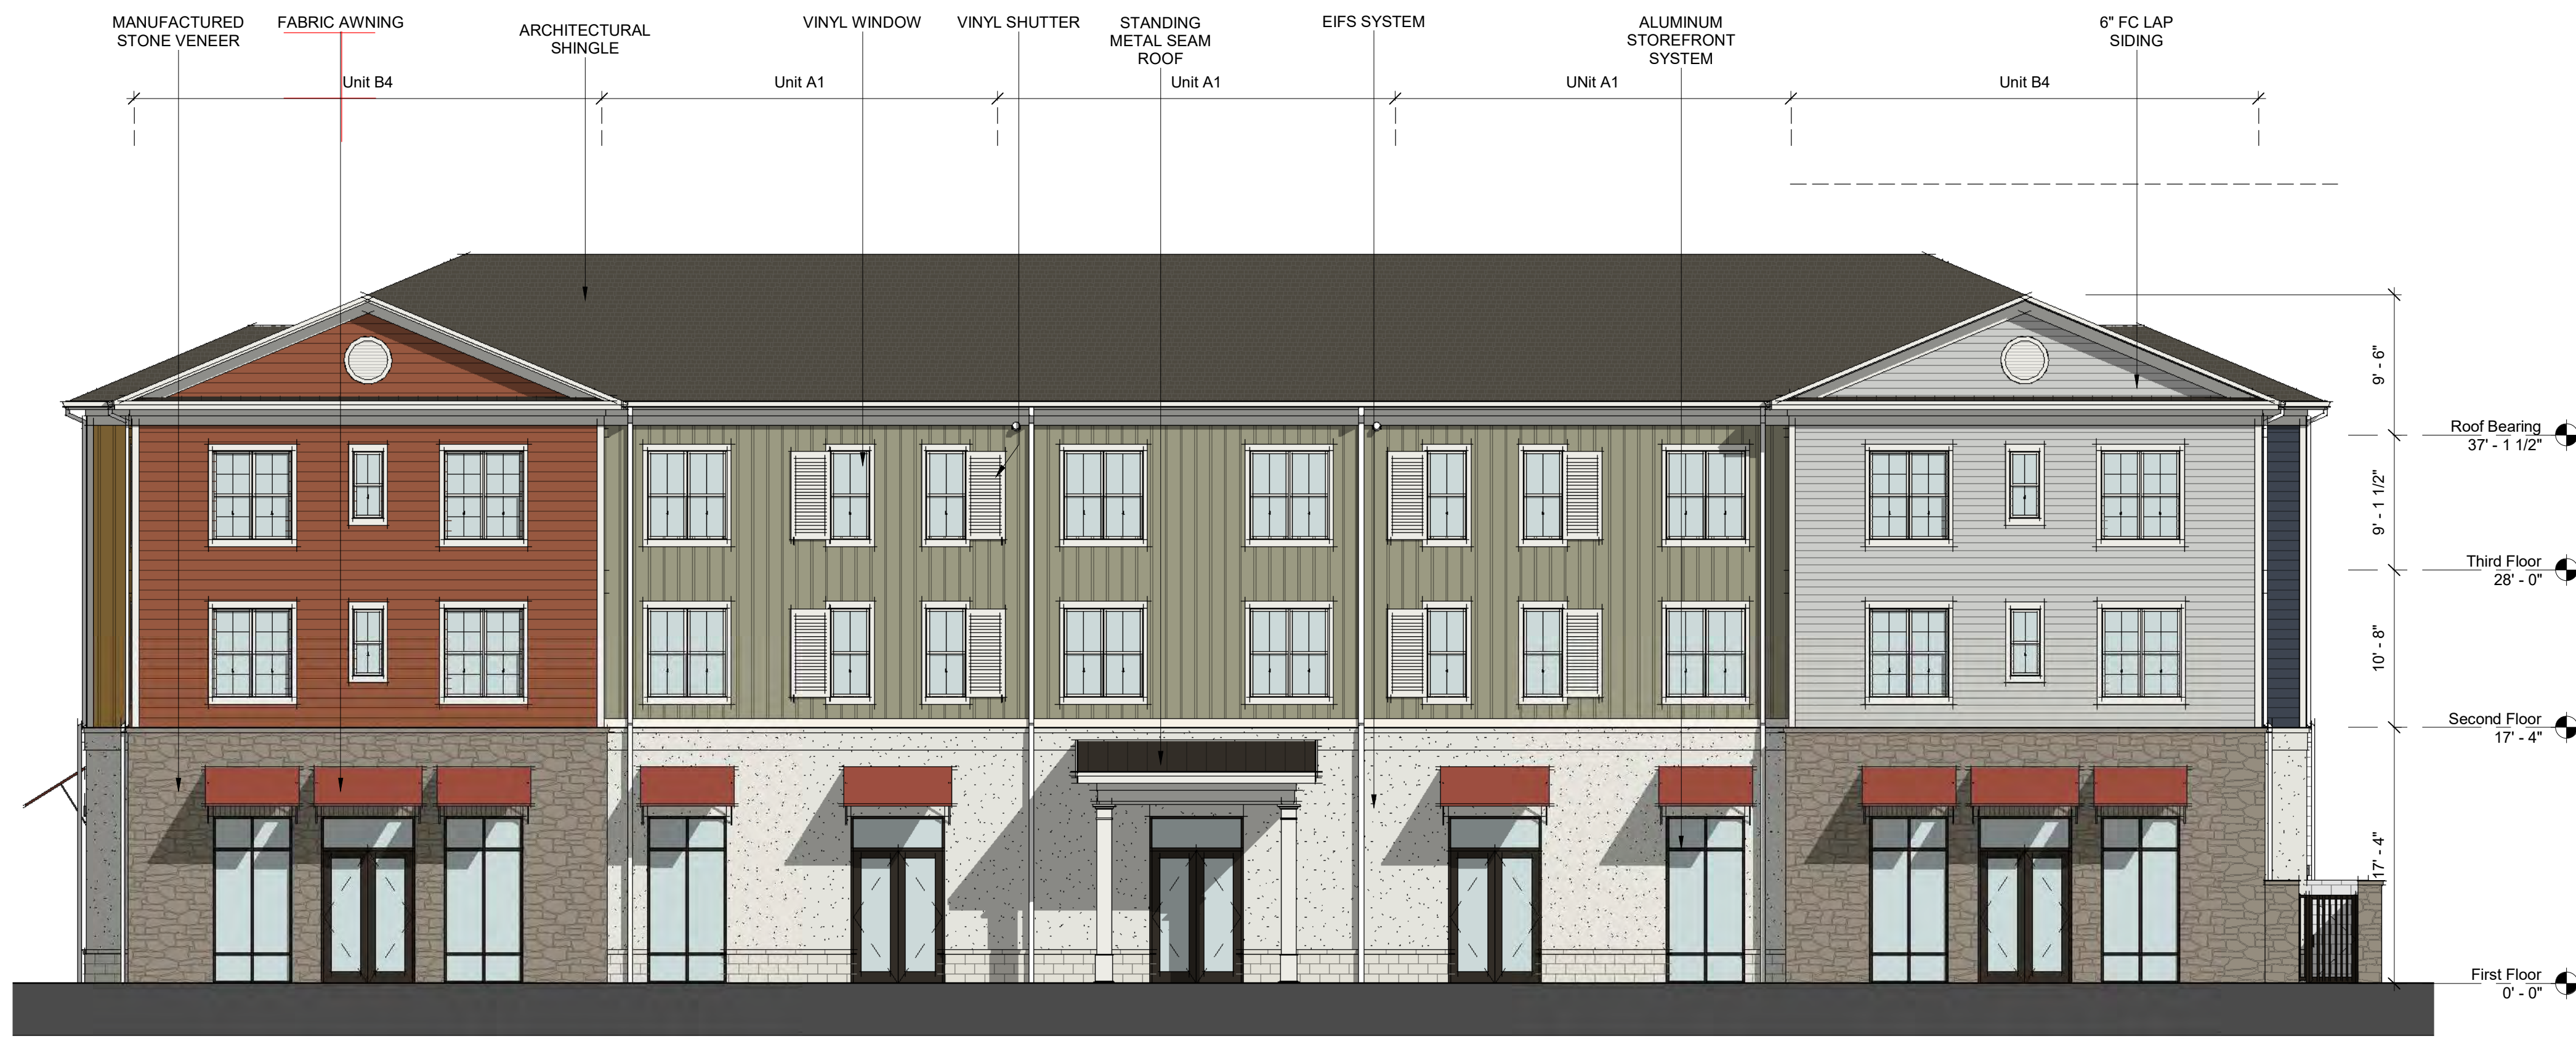 MANUFACTURED
STONE VENEER
FABRIC AWNING
ARCHITECTURAL
SHINGLE
VINYL WINDOW
VINYL SHUTTER
STANDING
METAL SEAM
ROOF
EIFS SYSTEM
ALUMINUM
STOREFRONT
SYSTEM
6" FC LAP
SIDING
Unit B4
Unit A1
Unit A1
UNit A1
Unit B4
9' - 6"
Roof Bearing
37' - 1 1/2"
9' - 1 1/2"
Third Floor
28' - 0"
10' - 8"
Second Floor
17' - 4"
17' - 4"
First Floor
0' - 0"